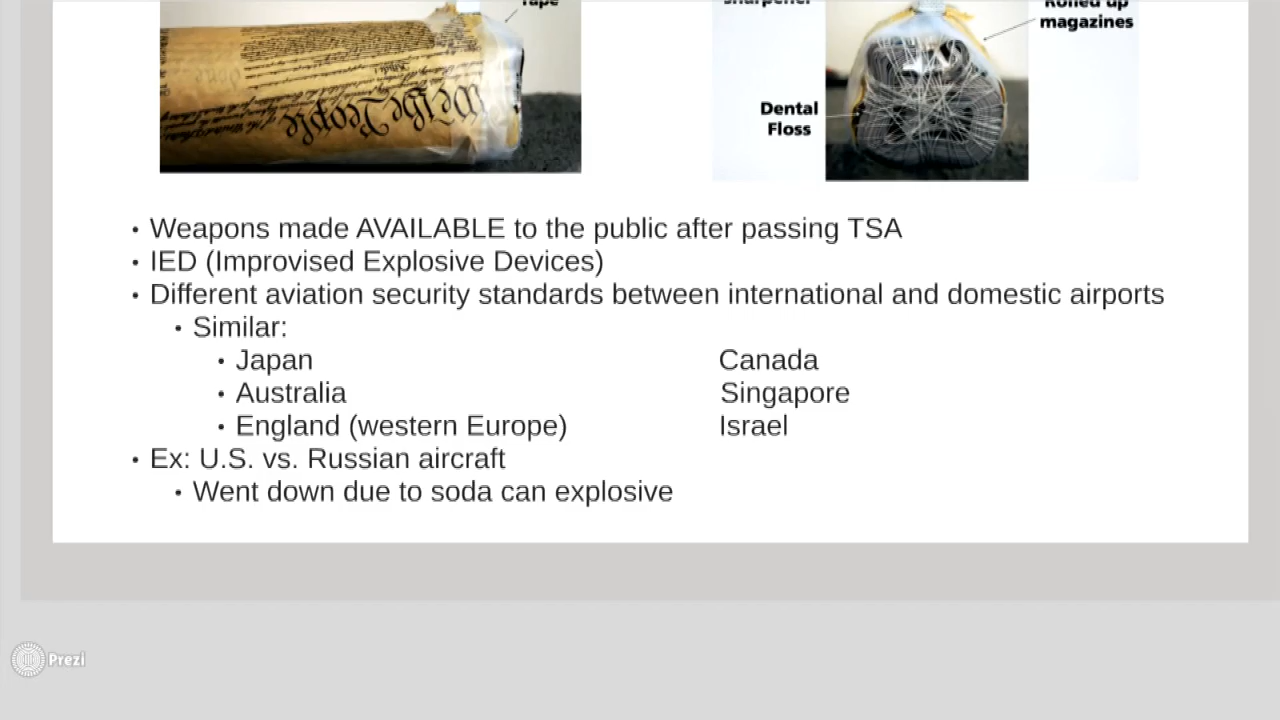 Tape
sharpener
Rolled up
magazines
We the People
Dental
Floss
• Weapons made AVAILABLE to the public after passing TSA
• IED (Improvised Explosive Devices)
• Different aviation security standards between international and domestic airports
• Similar:
• Japan Canada
• Australia Singapore
• England (western Europe) Israel
• Ex: U.S. vs. Russian aircraft
• Went down due to soda can explosive
Prezi